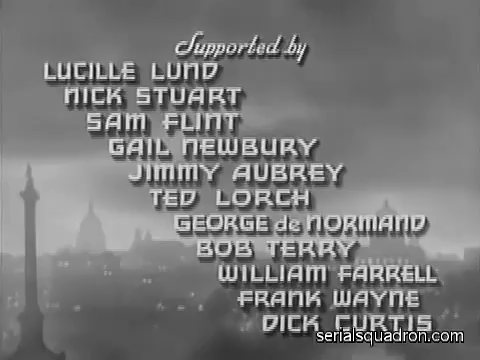 Supported by
LUCILLE LUND
NICK STUART
SAM FLINT
GAIL NEWBURY
JIMMY AUBREY
TED LORCH
GEORGE de NORMAND
BOB TERRY
WILLIAM FARRELL
FRANK WAYNE
DICK CURTIS
serialsquadron.com